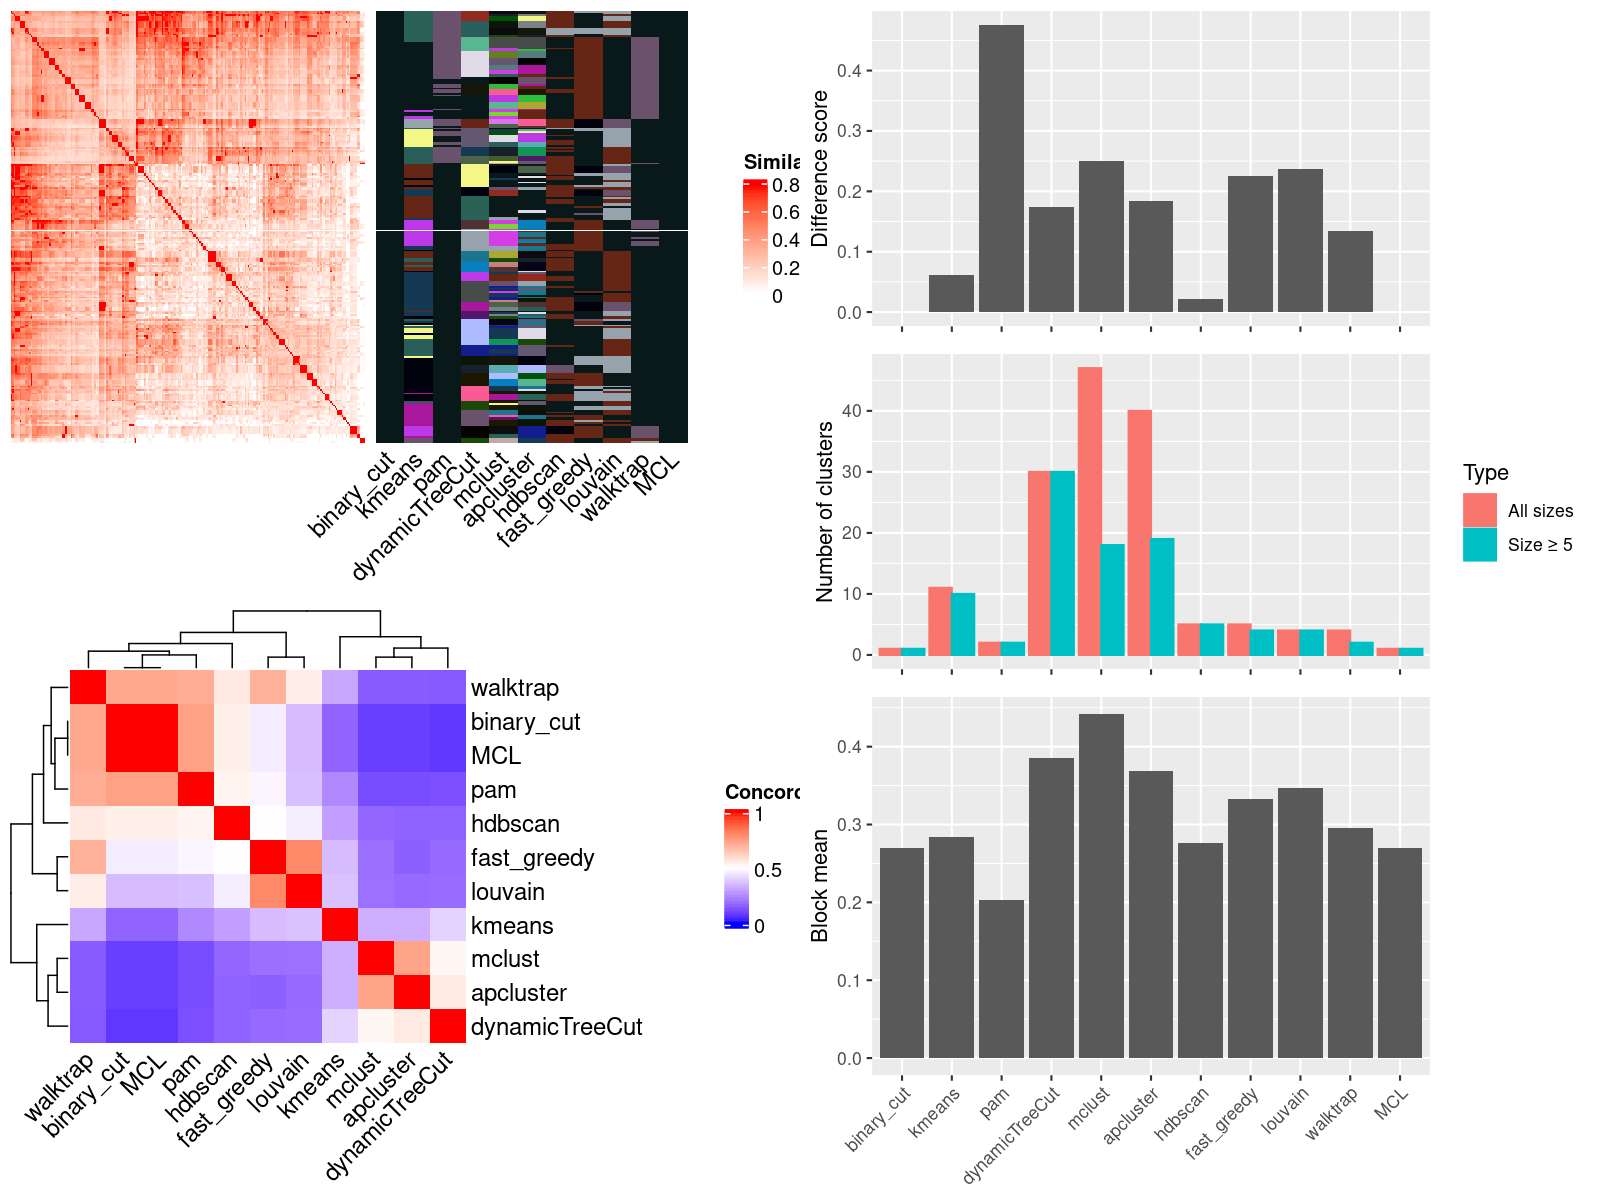 Simila
0.8
0.6
0.4
0.2
0
binary_cut
kmeans
pam
dynamicTreeCut
mclust
apcluster
hdbscan
fast_greedy
louvain
walktrap
MCL
walktrap
binary_cut
MCL
pam
hdbscan
fast_greedy
louvain
kmeans
mclust
apcluster
dynamicTreeCut
walktrap
binary_cut
MCL
pam
hdbscan
fast_greedy
louvain
kmeans
mclust
apcluster
dynamicTreeCut
Concord
1
0.5
0
Difference score
0.4
0.3
0.2
0.1
0.0
Number of clusters
40
30
20
10
0
Type
All sizes
Size ≥ 5
Block mean
0.4
0.3
0.2
0.1
0.0
binary_cut
kmeans
pam
dynamicTreeCut
mclust
apcluster
hdbscan
fast_greedy
louvain
walktrap
MCL